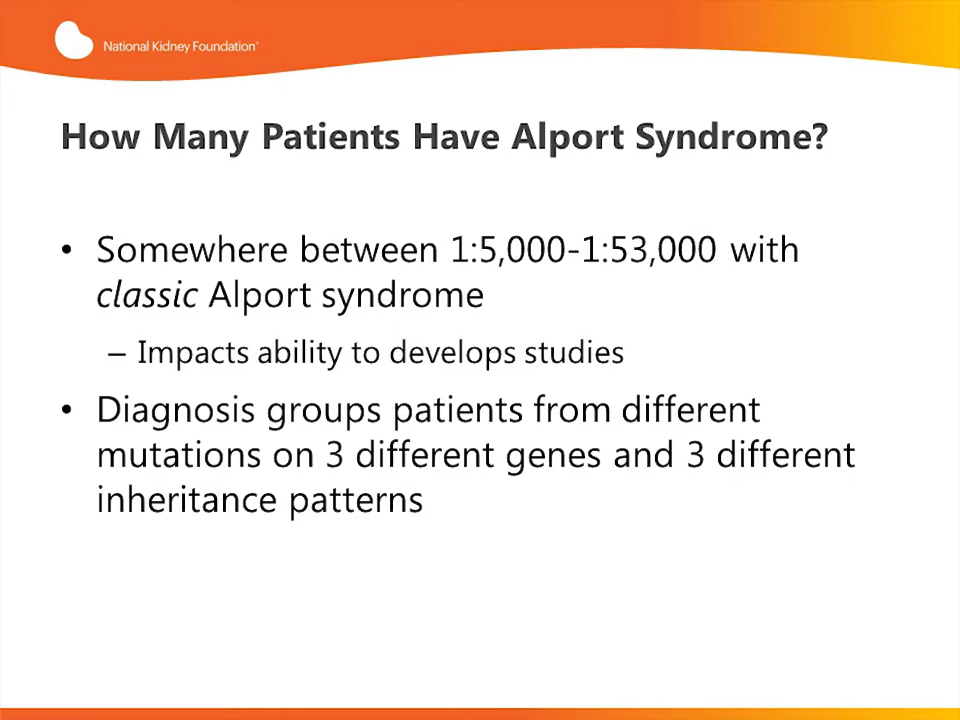 National Kidney Foundation®
How Many Patients Have Alport Syndrome?
• Somewhere between 1:5,000-1:53,000 with
classic Alport syndrome
– Impacts ability to develops studies
• Diagnosis groups patients from different
mutations on 3 different genes and 3 different
inheritance patterns